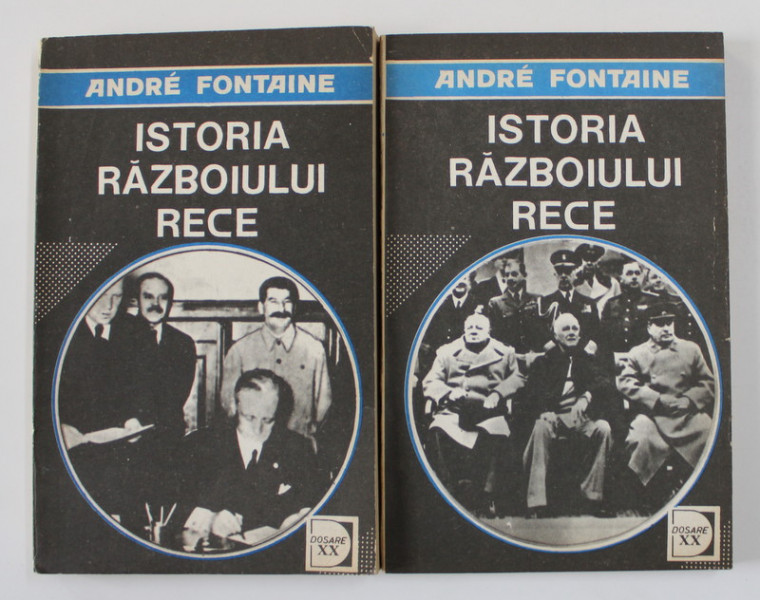 ANDRÉ FONTAINE
ISTORIA
RĂZBOIULUI
RECE
DOSARE
XX
ANDRÉ FONTAINE
ISTORIA
RĂZBOIULUI
RECE
DOSARE
XX